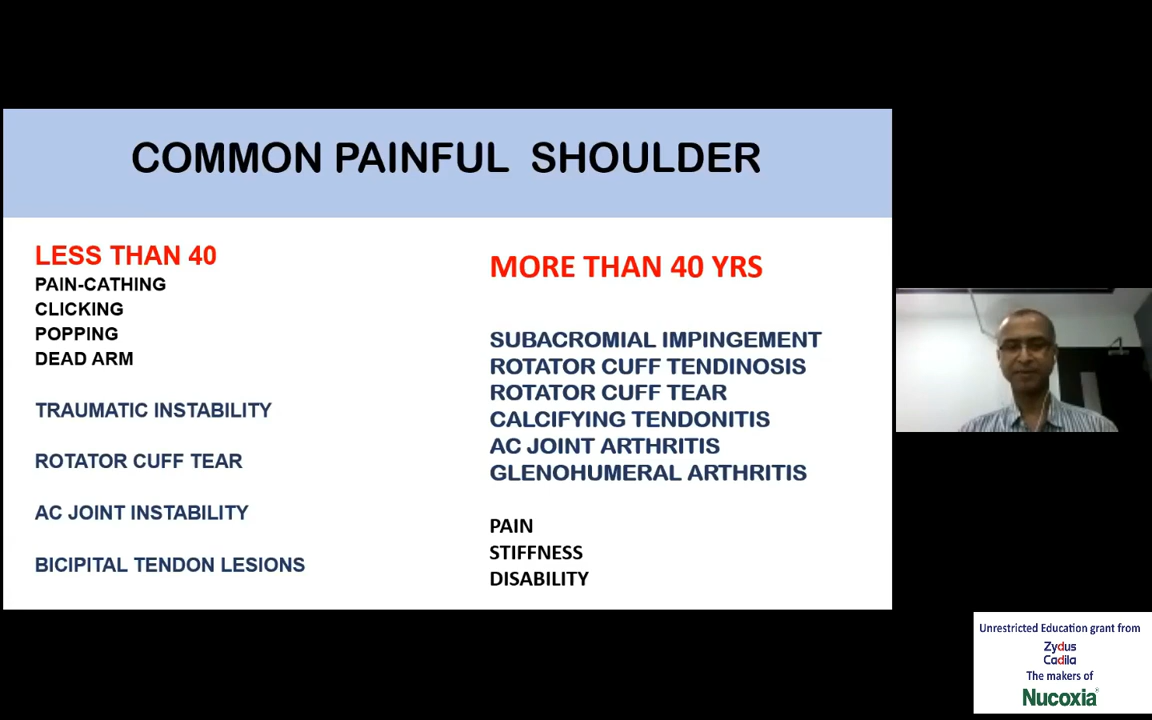 COMMON PAINFUL SHOULDER
LESS THAN 40
PAIN-CATHING
CLICKING
POPPING
DEAD ARM
TRAUMATIC INSTABILITY
ROTATOR CUFF TEAR
AC JOINT INSTABILITY
BICIPITAL TENDON LESIONS
MORE THAN 40 YRS
SUBACROMIAL IMPINGEMENT
ROTATOR CUFF TENDINOSIS
ROTATOR CUFF TEAR
CALCIFYING TENDONITIS
AC JOINT ARTHRITIS
GLENOHUMERAL ARTHRITIS
PAIN
STIFFNESS
DISABILITY
Unrestricted Education grant from
Zydus
Cadila
The makers of
Nucoxia